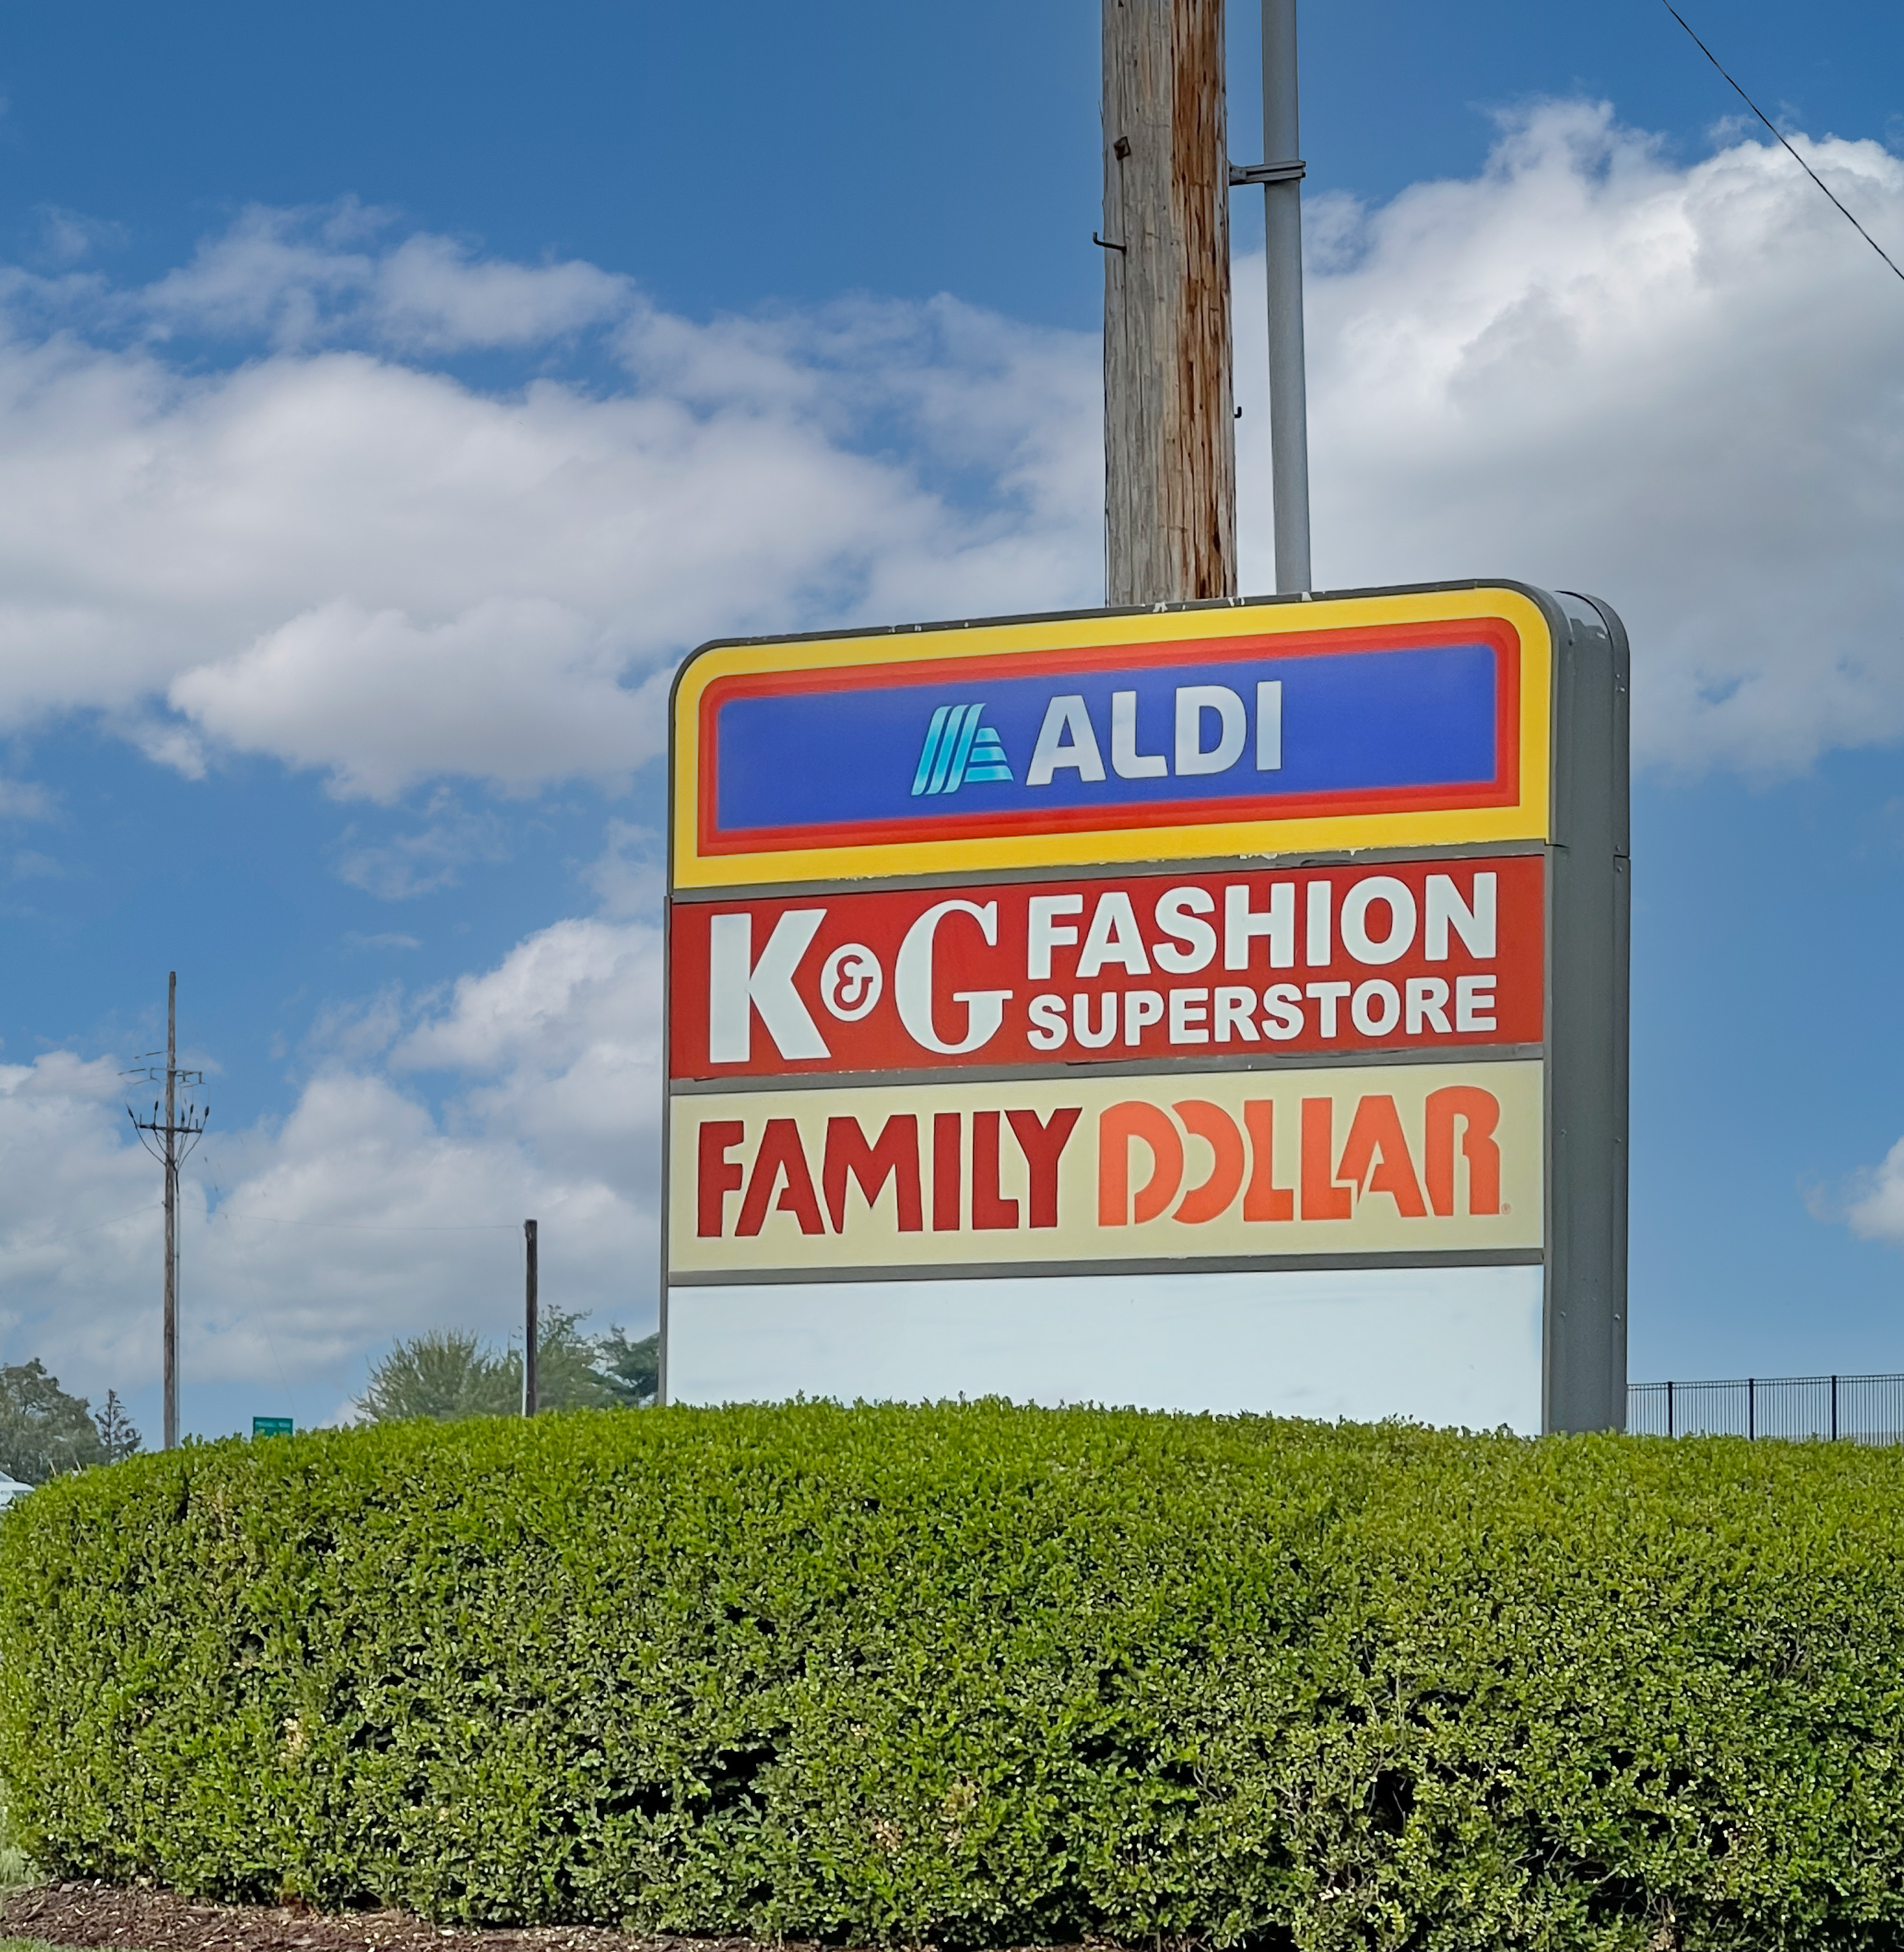 ALDI
K&G FASHION
SUPERSTORE
FAMILY DOLLAR